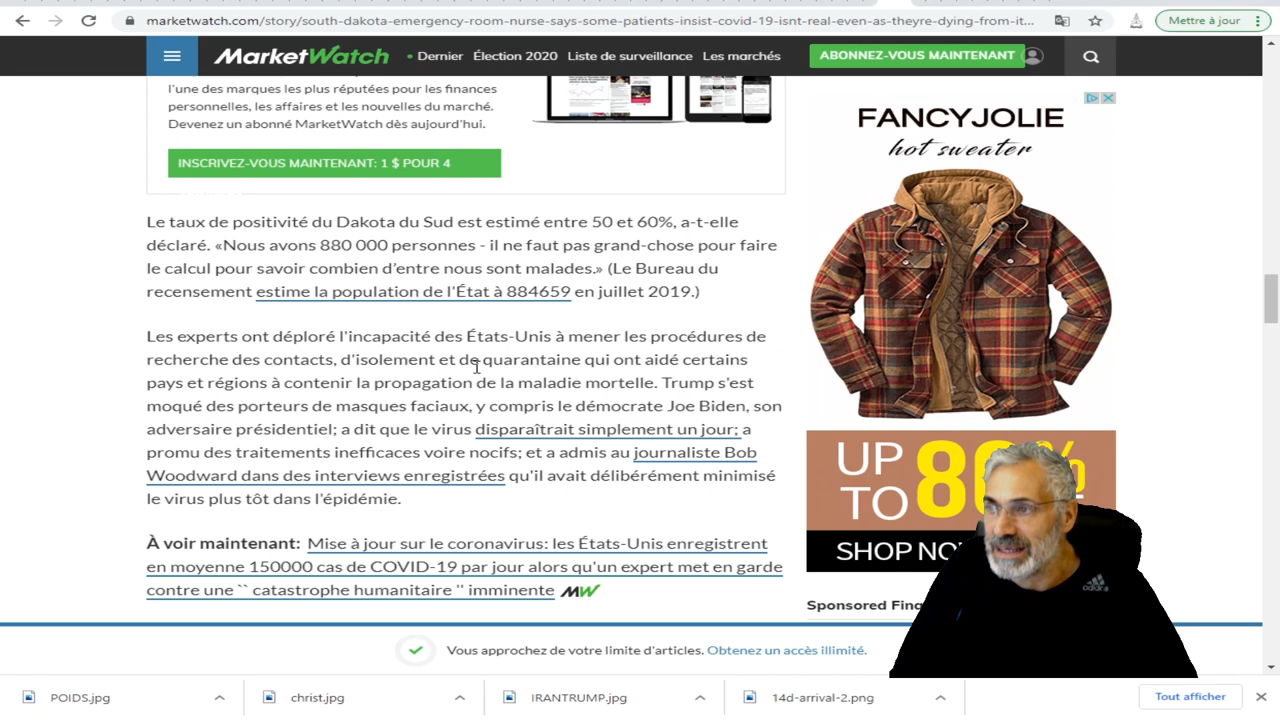 marketwatch.com/story/south-dakota-emergency-room-nurse-says-some-patients-insist-covid-19-isnt-real-even-as-theyre-dying-from-it...
Mettre à jour
MarketWatch
• Dernier Élection 2020 Liste de surveillance Les marchés
ABONNEZ-VOUS MAINTENANT
l'une des marques les plus réputées pour les finances
personnelles, les affaires et les nouvelles du marché.
Devenez un abonné MarketWatch dès aujourd'hui.
INSCRIVEZ-VOUS MAINTENANT: 1 $ POUR 4
Le taux de positivité du Dakota du Sud est estimé entre 50 et 60%, a-t-elle
déclaré. «Nous avons 880 000 personnes - il ne faut pas grand-chose pour faire
le calcul pour savoir combien d'entre nous sont malades.» (Le Bureau du
recensement estime la population de l'État à 884659 en juillet 2019.)
Les experts ont déploré l'incapacité des États-Unis à mener les procédures de
recherche des contacts, d'isolement et de quarantaine qui ont aidé certains
pays et régions à contenir la propagation de la maladie mortelle. Trump s'est
moqué des porteurs de masques faciaux, y compris le démocrate Joe Biden, son
adversaire présidentiel; a dit que le virus disparaîtrait simplement un jour; a
promu des traitements inefficaces voire nocifs; et a admis au journaliste Bob
Woodward dans des interviews enregistrées qu'il avait délibérément minimisé
le virus plus tôt dans l'épidémie.
À voir maintenant: Mise à jour sur le coronavirus: les États-Unis enregistrent
en moyenne 150000 cas de COVID-19 par jour alors qu'un expert met en garde
contre une `` catastrophe humanitaire '' imminente MW
FANCYJOLIE
hot sweater
UP
TO
SHOP
Sponsored
adidas
Vous approchez de votre limite d'articles. Obtenez un accès illimité.
POIDS.jpg
christ.jpg
IRANTRUMP.jpg
14d-arrival-2.png
Tout afficher